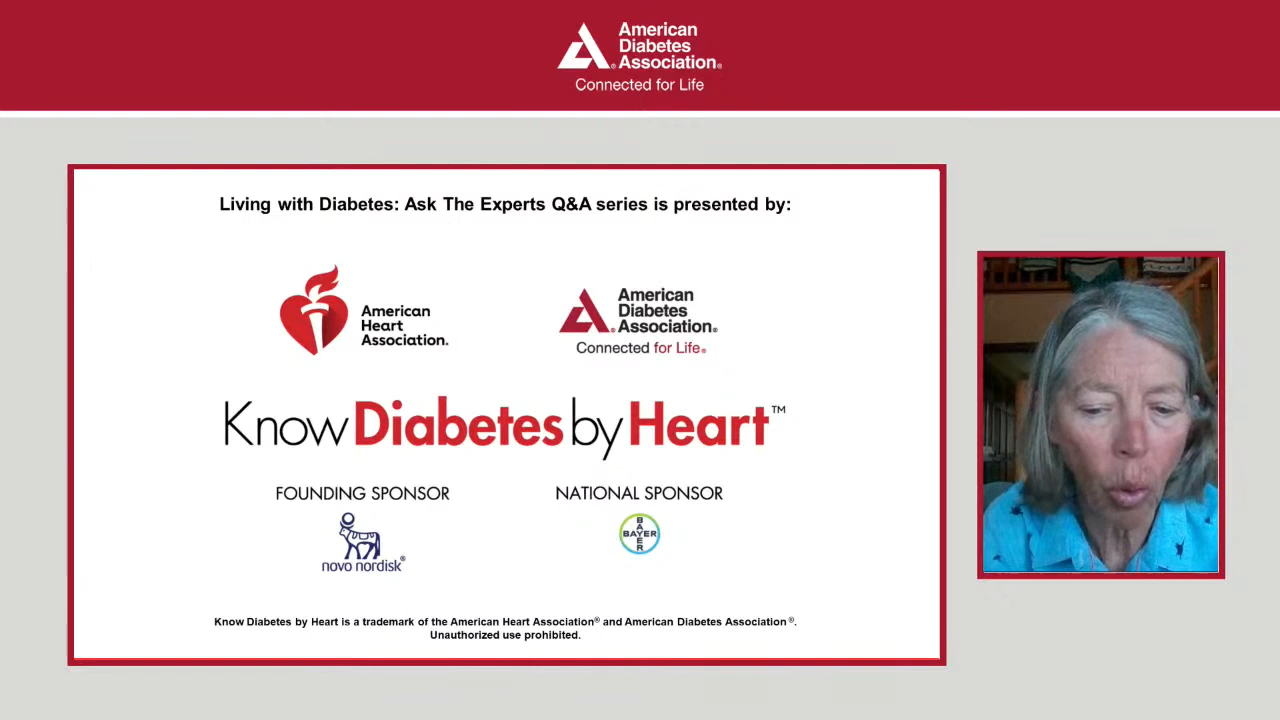 American
Diabetes
Association®
Connected for Life
Living with Diabetes: Ask The Experts Q&A series is presented by:
American
Heart
Association.
American
Diabetes
Association®
Connected for Life®
Know Diabetes by Heart™
FOUNDING SPONSOR
NATIONAL SPONSOR
novo nordisk®
BAYER
BAYER
Know Diabetes by Heart is a trademark of the American Heart Association® and American Diabetes Association®.
Unauthorized use prohibited.